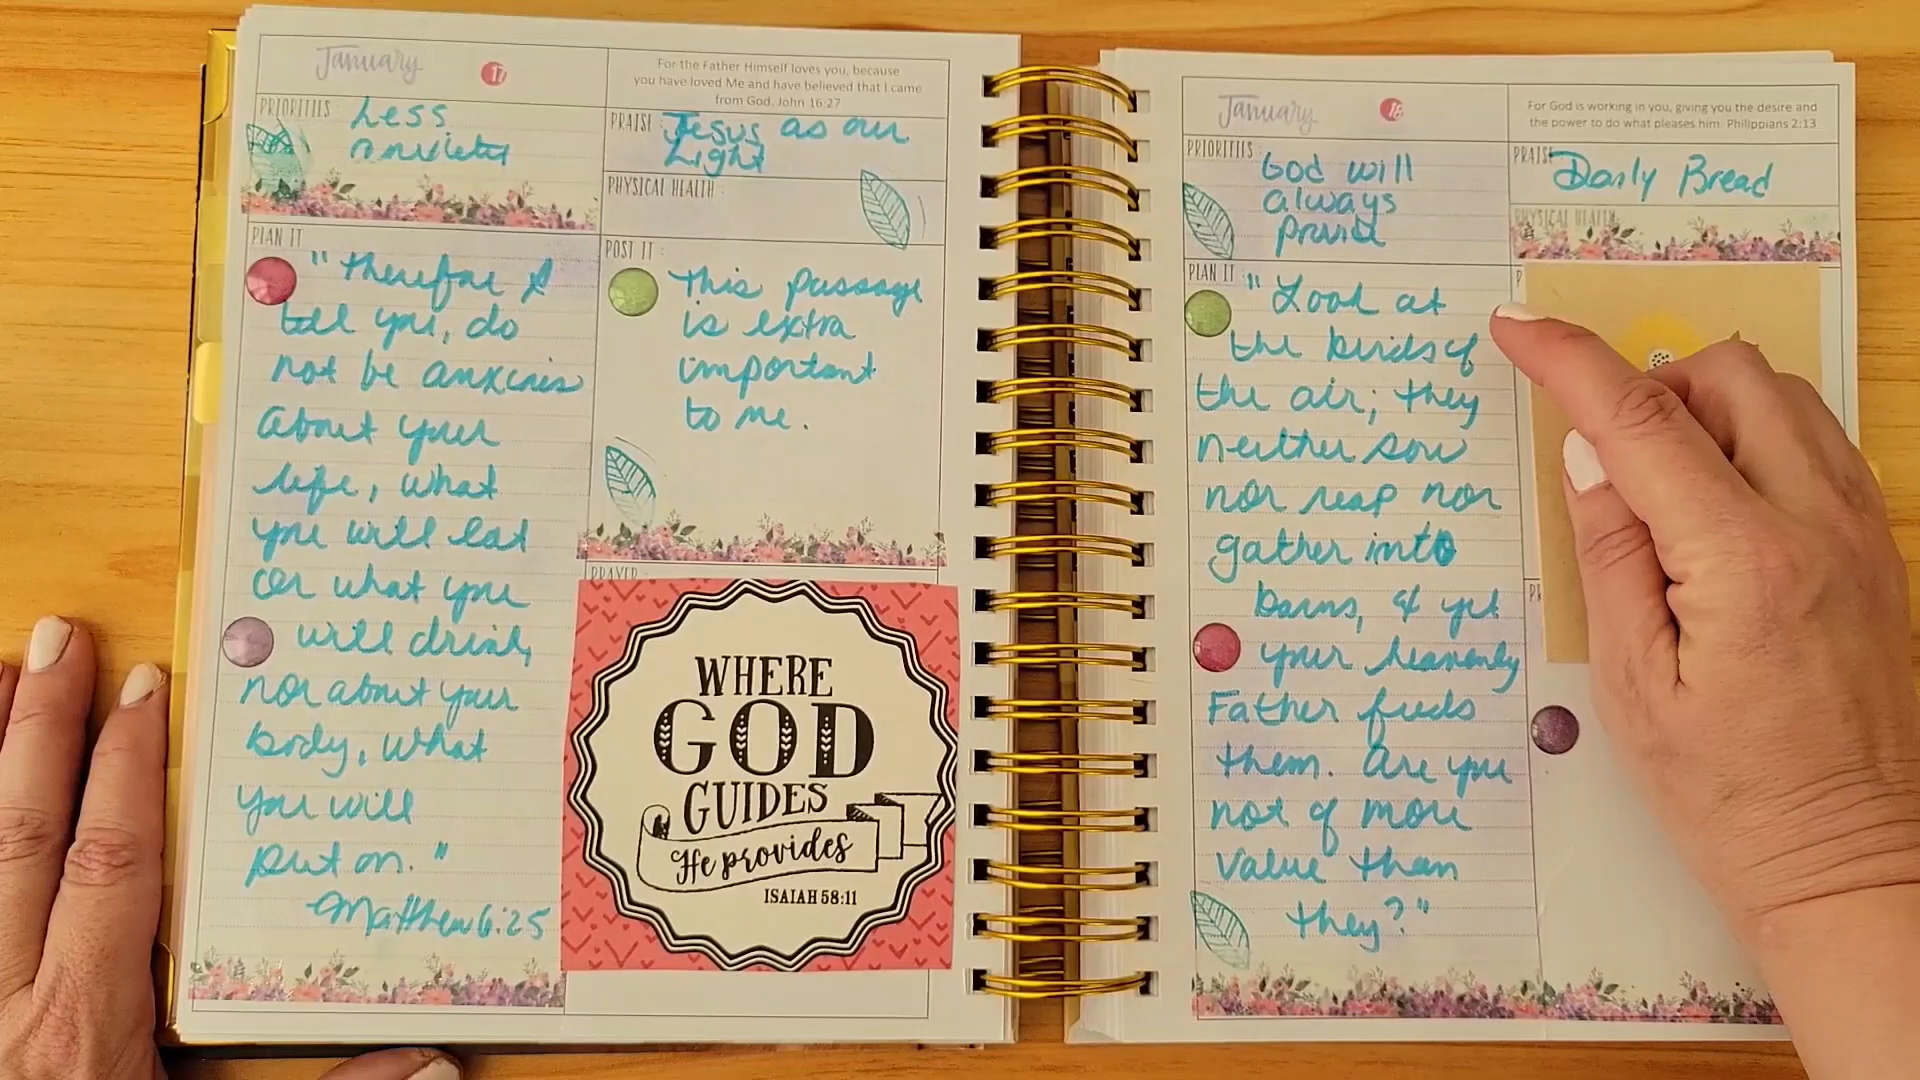 January 17
For the Father Himself loves you, because
you have loved Me and have believed that I came
from God. John 16:27
PRIORITIES : Less
anxiety
PRAISE : Jesus as our
Light
PHYSICAL HEALTH :
PLAN IT
"therefore I
tell you, do
not be anxious
about your
life, what
you will eat
or what you
will drink,
nor about your
body, what
you will
put on."
Matthew 6:25
POST IT :
This passage
is extra
important
to me.
PRAYER :
WHERE
GOD
GUIDES
He provides
ISAIAH 58:11
January 18
For God is working in you, giving you the desire and
the power to do what pleases him. Philippians 2:13
PRIORITIES :
God will
always
provide
PRAISE
Daily Bread
PHYSICAL HEALTH :
PLAN IT :
"Look at
the birds of
the air; they
neither sow
nor reap nor
gather into
barns, & yet
your heavenly
Father feeds
them. Are you
not of more
value than
they?"